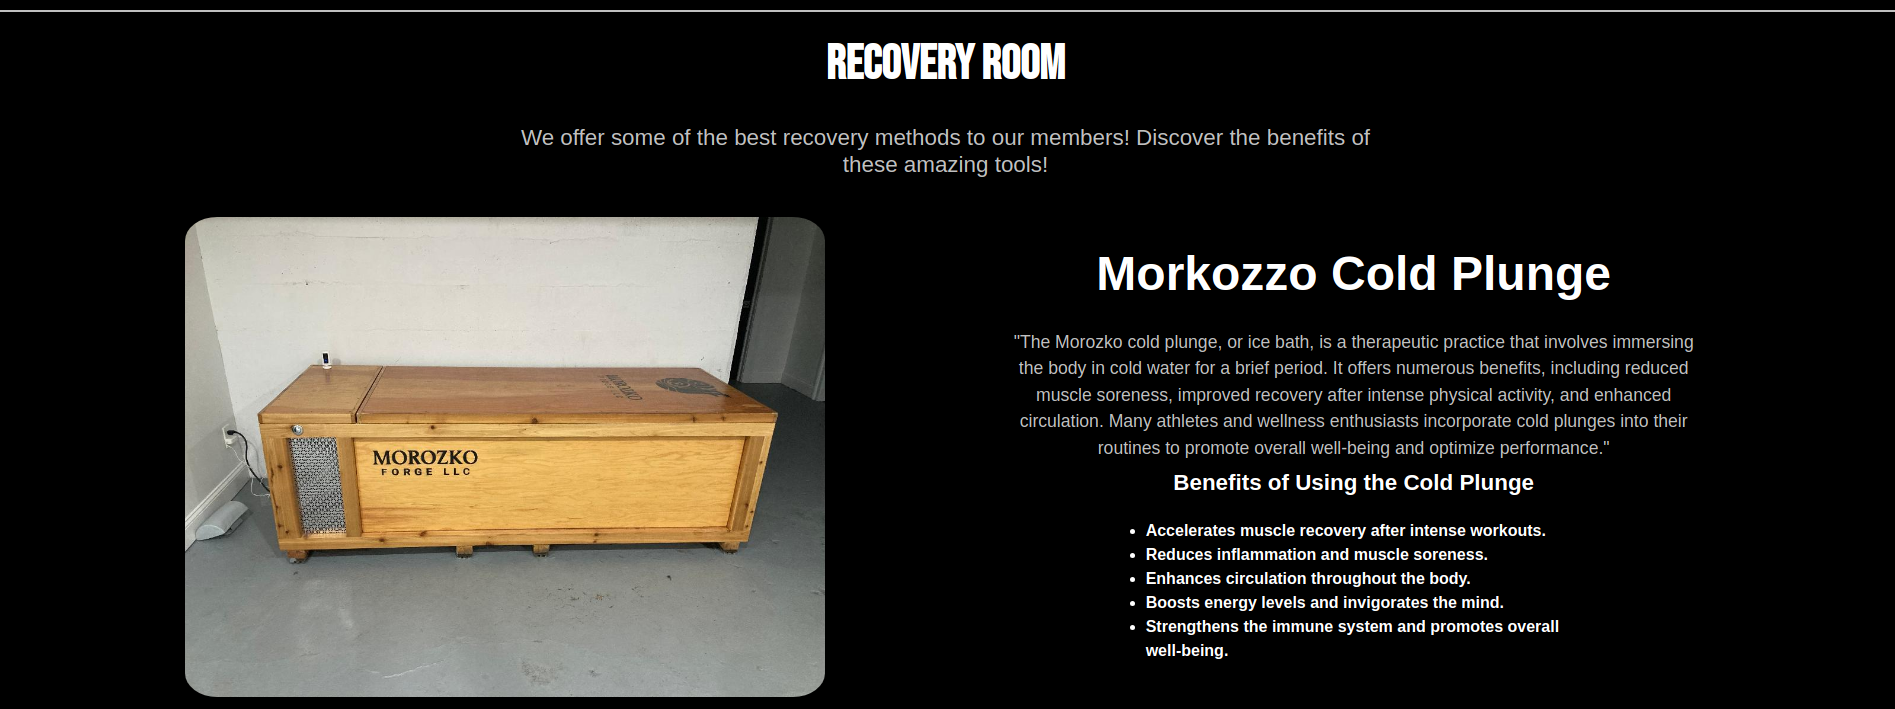 RECOVERY ROOM
We offer some of the best recovery methods to our members! Discover the benefits of
these amazing tools!
MOROZKO
FORGE
MOROZKO
FORGE LLC
Morkozzo Cold Plunge
"The Morozko cold plunge, or ice bath, is a therapeutic practice that involves immersing
the body in cold water for a brief period. It offers numerous benefits, including reduced
muscle soreness, improved recovery after intense physical activity, and enhanced
circulation. Many athletes and wellness enthusiasts incorporate cold plunges into their
routines to promote overall well-being and optimize performance."
Benefits of Using the Cold Plunge
• Accelerates muscle recovery after intense workouts.
• Reduces inflammation and muscle soreness.
• Enhances circulation throughout the body.
• Boosts energy levels and invigorates the mind.
• Strengthens the immune system and promotes overall
well-being.